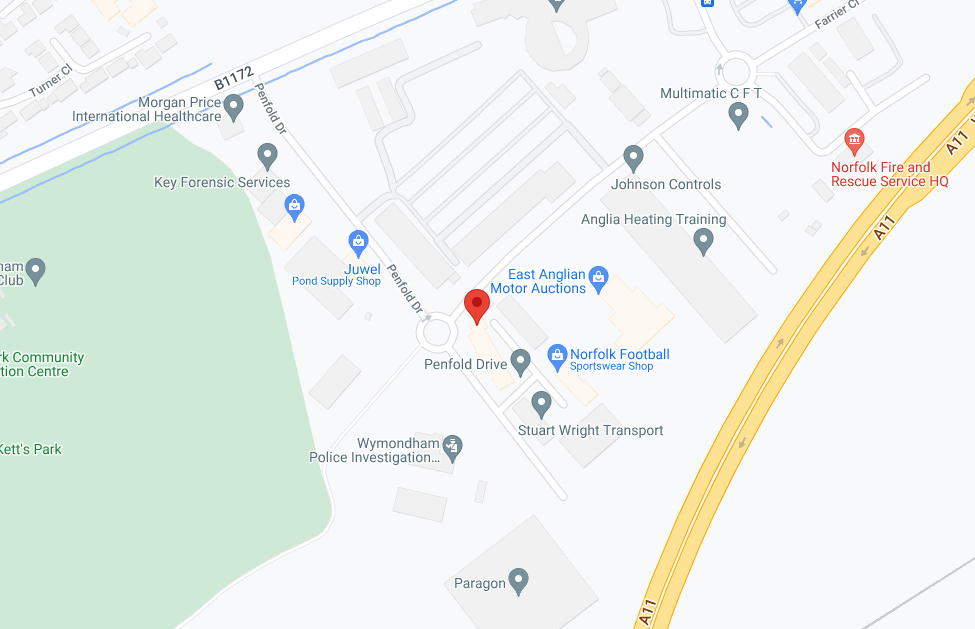 Farrier Cl
Turner Cl
B1172
Multimatic C F T
Morgan Price
International Healthcare
Penfold Dr
A11
Norfolk Fire and
Rescue Service HQ
Key Forensic Services
Johnson Controls
Anglia Heating Training
A11
ham
Club
Juwel
Pond Supply Shop
Penfold Dr
East Anglian
Motor Auctions
rk Community
tion Centre
Penfold Drive
Norfolk Football
Sportswear Shop
Stuart Wright Transport
Kett's Park
Wymondham
Police Investigation...
Paragon
A11